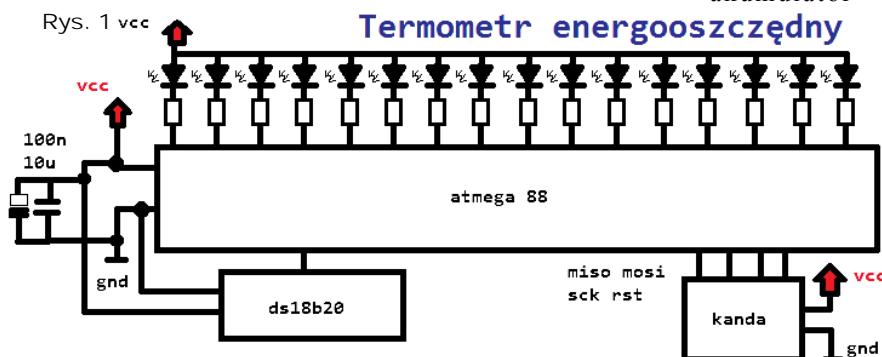 akumulator
Rys. 1 vcc
Termometr energooszczędny
vcc
100n
10u
atmega 88
gnd
miso mosi
sck rst
vcc
ds18b20
kanda
gnd